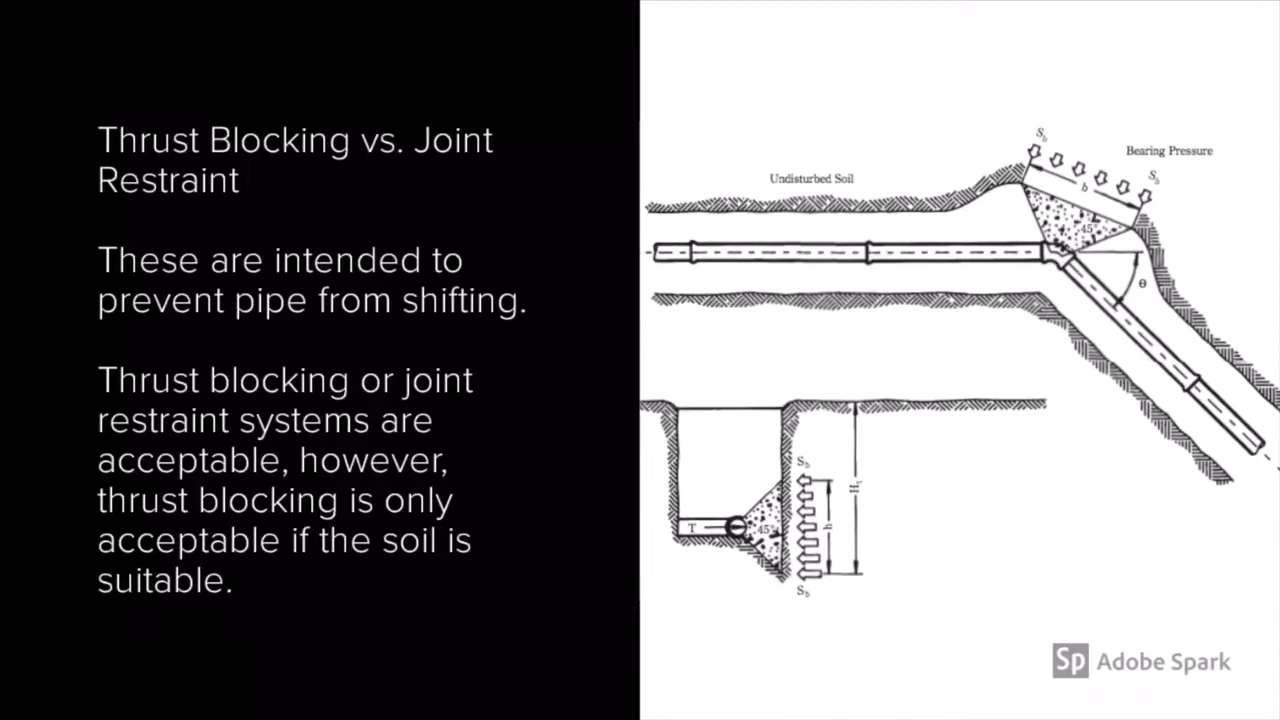 Thrust Blocking vs. Joint
Restraint
These are intended to
prevent pipe from shifting.
Thrust blocking or joint
restraint systems are
acceptable, however,
thrust blocking is only
acceptable if the soil is
suitable.
Undisturbed Soil
Bearing Pressure
Sb
Sb
b
45°
θ
Sb
T
45°
h
Ht
Sb
Sp Adobe Spark